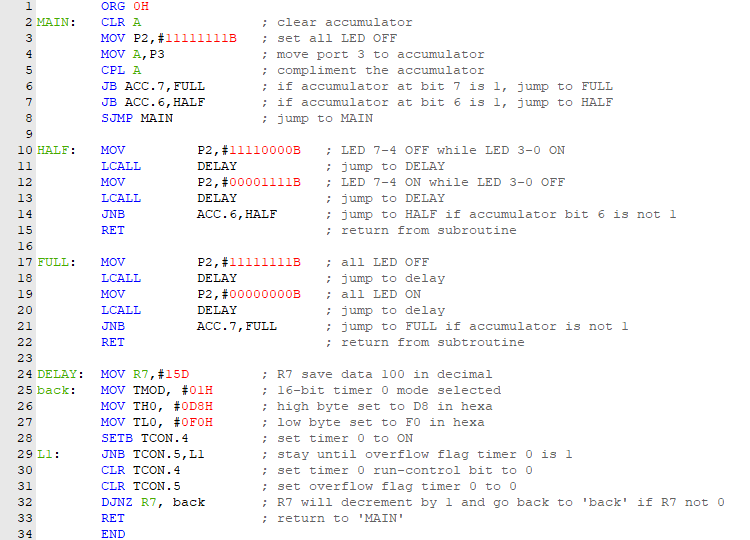 1 ORG 0H
2 MAIN: CLR A ; clear accumulator
3 MOV P2,#11111111B ; set all LED OFF
4 MOV A,P3 ; move port 3 to accumulator
5 CPL A ; compliment the accumulator
6 JB ACC.7,FULL ; if accumulator at bit 7 is 1, jump to FULL
7 JB ACC.6,HALF ; if accumulator at bit 6 is 1, jump to HALF
8 SJMP MAIN ; jump to MAIN
9
10 HALF: MOV P2,#11110000B ; LED 7-4 OFF while LED 3-0 ON
11 LCALL DELAY ; jump to DELAY
12 MOV P2,#00001111B ; LED 7-4 ON while LED 3-0 OFF
13 LCALL DELAY ; jump to DELAY
14 JNB ACC.6,HALF ; jump to HALF if accumulator bit 6 is not 1
15 RET ; return from subroutine
16
17 FULL: MOV P2,#11111111B ; all LED OFF
18 LCALL DELAY ; jump to delay
19 MOV P2,#00000000B ; all LED ON
20 LCALL DELAY ; jump to delay
21 JNB ACC.7,FULL ; jump to FULL if accumulator is not 1
22 RET ; return from subtroutine
23
24 DELAY: MOV R7,#15D ; R7 save data 100 in decimal
25 back: MOV TMOD, #01H ; 16-bit timer 0 mode selected
26 MOV TH0, #0D8H ; high byte set to D8 in hexa
27 MOV TL0, #0F0H ; low byte set to F0 in hexa
28 SETB TCON.4 ; set timer 0 to ON
29 L1: JNB TCON.5,L1 ; stay until overflow flag timer 0 is 1
30 CLR TCON.4 ; set timer 0 run-control bit to 0
31 CLR TCON.5 ; set overflow flag timer 0 to 0
32 DJNZ R7, back ; R7 will decrement by 1 and go back to 'back' if R7 not 0
33 RET ; return to 'MAIN'
34 END